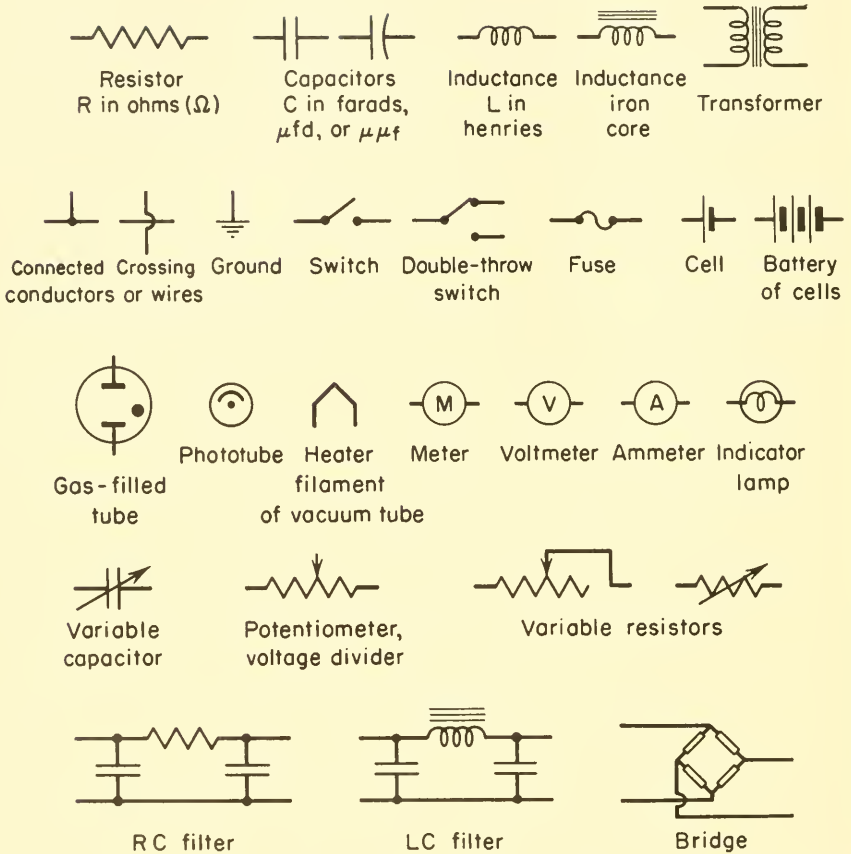 Resistor
R in ohms (Ω)
Capacitors
C in farads,
μfd, or μμf
Inductance
L in
henries
Inductance
iron
core
Transformer
Connected
conductors
Crossing
or wires
Ground
Switch
Double-throw
switch
Fuse
Cell
Battery
of cells
Gas-filled
tube
Phototube
Heater
filament
of vacuum tube
M
Meter
V
Voltmeter
A
Ammeter
Indicator
lamp
Variable
capacitor
Potentiometer,
voltage divider
Variable resistors
RC filter
LC filter
Bridge